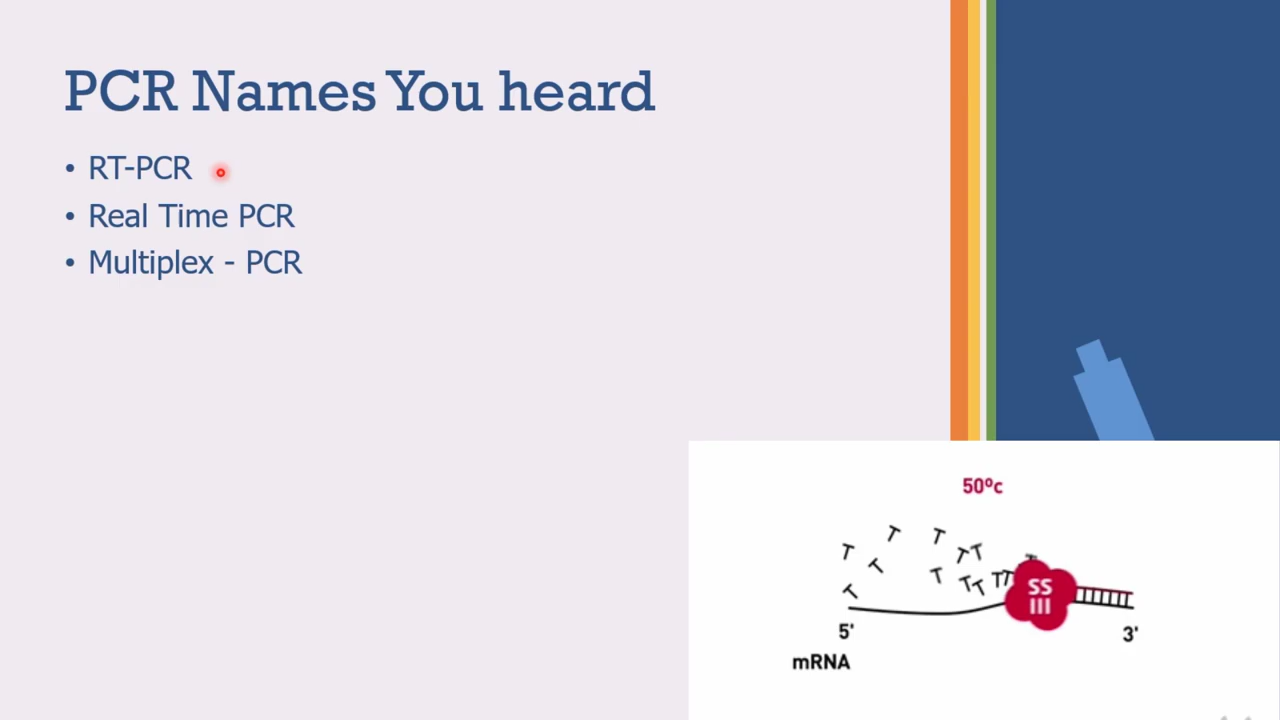 PCR Names You heard
• RT-PCR
• Real Time PCR
• Multiplex - PCR
50ºc
T T T T T T T T T T T T T T
SS
III
5'
3'
mRNA